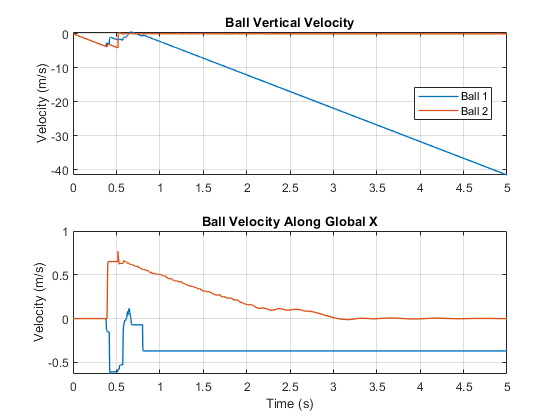 Ball Vertical Velocity
Velocity (m/s)
0
-10
-20
-30
-40
Ball 1
Ball 2
0 0.5 1 1.5 2 2.5 3 3.5 4 4.5 5
Ball Velocity Along Global X
Velocity (m/s)
1
0.5
0
-0.5
0 0.5 1 1.5 2 2.5 3 3.5 4 4.5 5
Time (s)